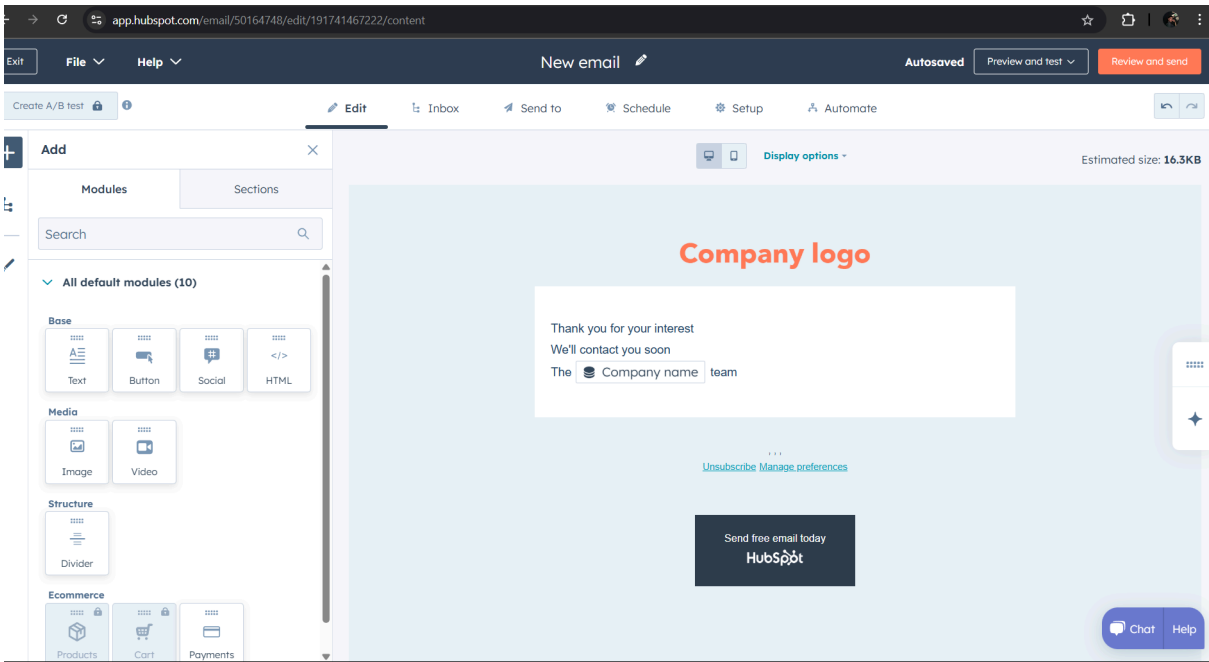 app.hubspot.com/email/50164748/edit/191741467222/content
Exit
File
Help
New email
Autosaved
Preview and test
Review and send
Create A/B test
Edit
Inbox
Send to
Schedule
Setup
Automate
Add
Display options
Estimated size: 16.3KB
Modules
Sections
Search
All default modules (10)
Base
Text
Button
Social
</>
HTML
Media
Image
Video
Structure
Divider
Ecommerce
Products
Cart
Payments
Company logo
Thank you for your interest
We'll contact you soon
The Company name team
, , ,
Unsubscribe Manage preferences
Send free email today
HubSpot
Chat
Help